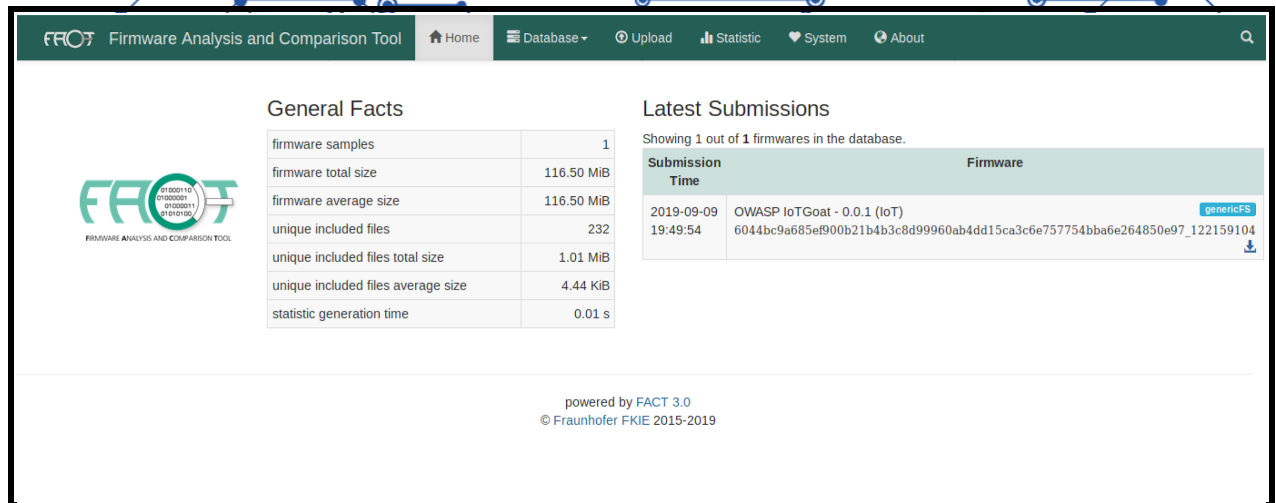 FACT Firmware Analysis and Comparison Tool Home Database Upload Statistic System About
General Facts
firmware samples 1
firmware total size 116.50 MiB
firmware average size 116.50 MiB
unique included files 232
unique included files total size 1.01 MiB
unique included files average size 4.44 KiB
statistic generation time 0.01 s
FACT
01000110
01000001
01000011
01010100
FIRMWARE ANALYSIS AND COMPARISON TOOL
Latest Submissions
Showing 1 out of 1 firmwares in the database.
Submission Time Firmware
2019-09-09 19:49:54 OWASP IoTGoat - 0.0.1 (IoT) genericFS
6044bc9a685ef900b21b4b3c8d99960ab4dd15ca3c6e757754bba6e264850e97_122159104
powered by FACT 3.0
© Fraunhofer FKIE 2015-2019